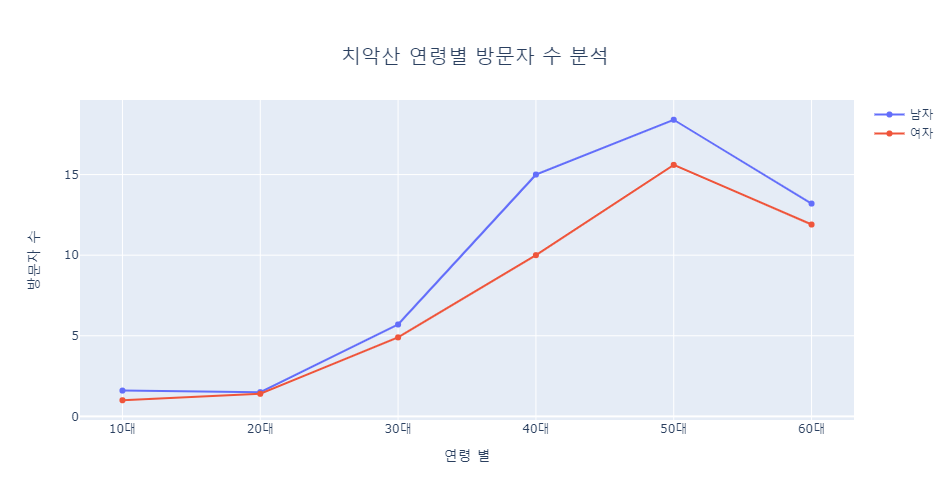 치악산 연령별 방문자 수 분석
남자
여자
방문자 수
15
10
5
0
10대 20대 30대 40대 50대 60대
연령 별